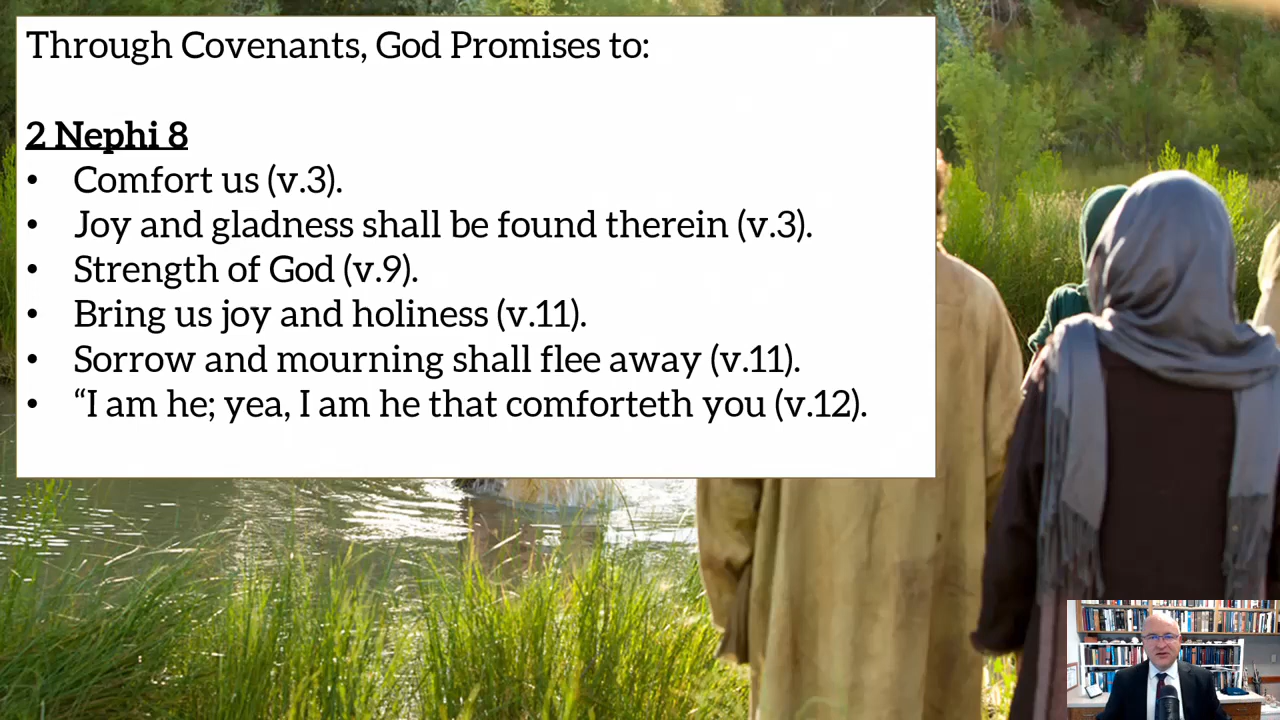 Through Covenants, God Promises to:
2 Nephi 8
• Comfort us (v.3).
• Joy and gladness shall be found therein (v.3).
• Strength of God (v.9).
• Bring us joy and holiness (v.11).
• Sorrow and mourning shall flee away (v.11).
• “I am he; yea, I am he that comforteth you (v.12).